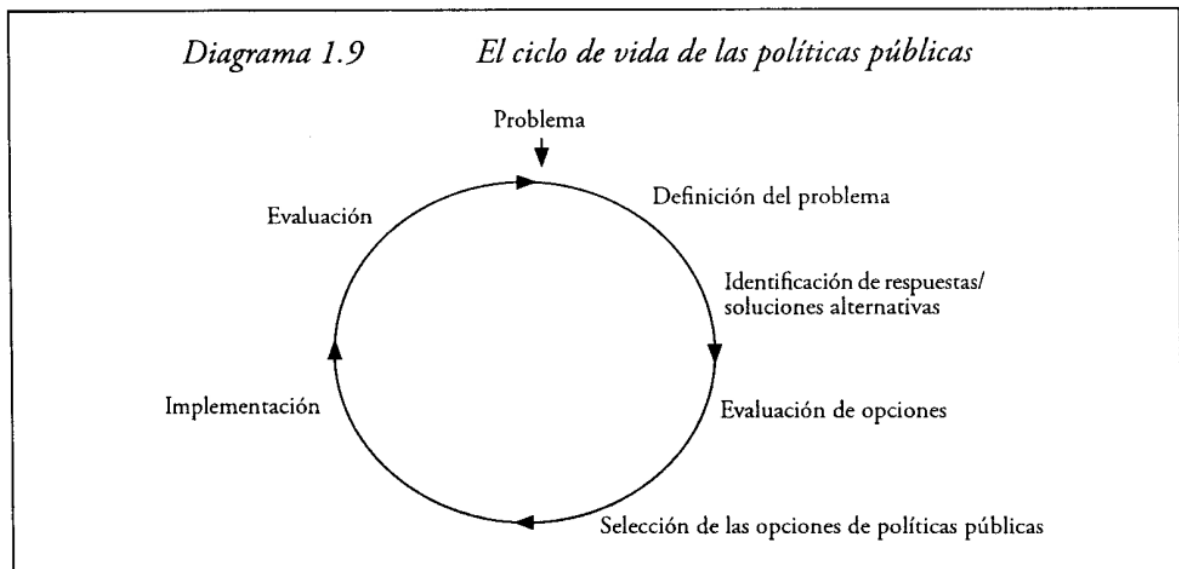 Diagrama 1.9 El ciclo de vida de las políticas públicas
Problema
Definición del problema
Identificación de respuestas/
soluciones alternativas
Evaluación de opciones
Selección de las opciones de políticas públicas
Implementación
Evaluación